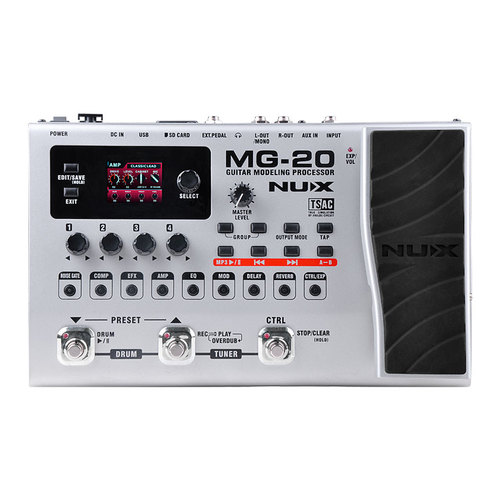 POWER DC IN USB SD CARD EXT.PEDAL L-OUT /MONO R-OUT AUX IN INPUT
MG-20
GUITAR MODELING PROCESSOR
NUX
EXP/
VOL
AMP CLASSIC LEAD
EDIT/SAVE
(HOLD)
EXIT
SELECT
TSAC
MASTER
LEVEL
1 2 3 4
GROUP OUTPUT MODE TAP
MP3 A-B
NUX
NOISE GATE COMP EFX AMP EQ MOD DELAY REVERB CTRL/EXP
PRESET CTRL
DRUM
REC PLAY
OVERDUB
STOP/CLEAR
(HOLD)
DRUM TUNER